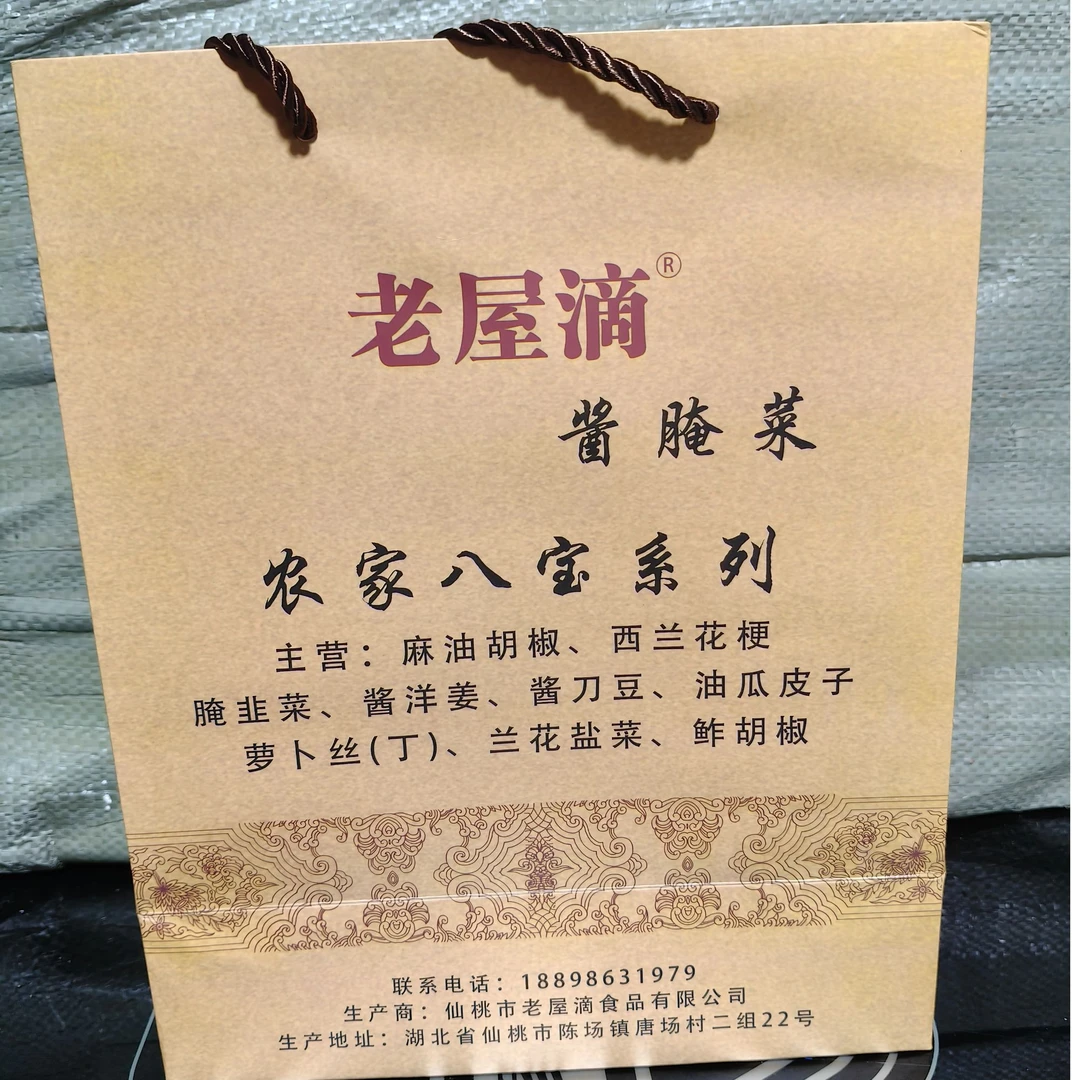 老屋滴®
酱腌菜
农家八宝系列
主营：麻油胡椒、西兰花梗
腌韭菜、酱洋姜、酱刀豆、油瓜皮子
萝卜丝(丁)、兰花盐菜、鲊胡椒
联系电话：18898631979
生产商：仙桃市老屋滴食品有限公司
生产地址：湖北省仙桃市陈场镇唐场村二组22号